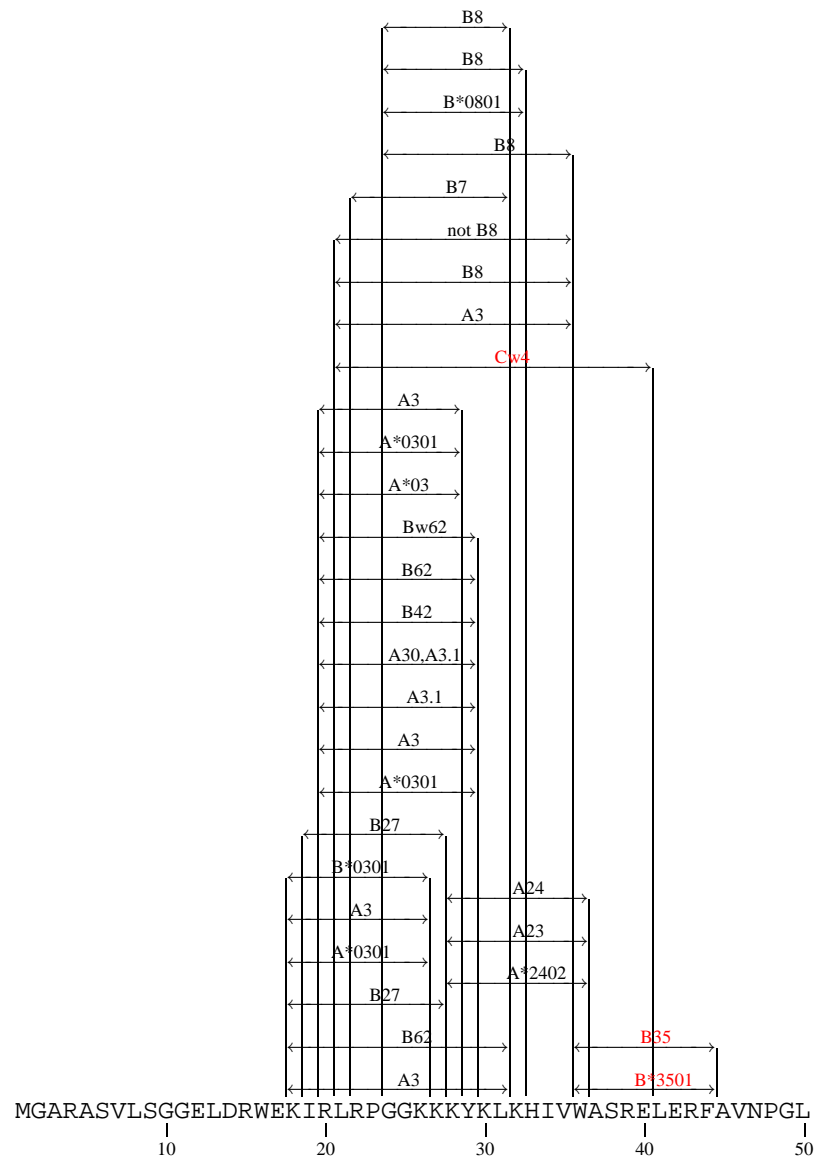 B8
B8
B*0801
B8
B7
not B8
B8
A3
Cw4
A3
A*0301
A*03
Bw62
B62
B42
A30,A3.1
A3.1
A3
A*0301
B27
B*0301
A24
A3
A23
A*0301
A*2402
B27
B62
B35
A3
B*3501
MGARASVLSGGELDRWEKIRLRPGGKKKYKLKHIVWASRELERFAVNPGL
10 20 30 40 50